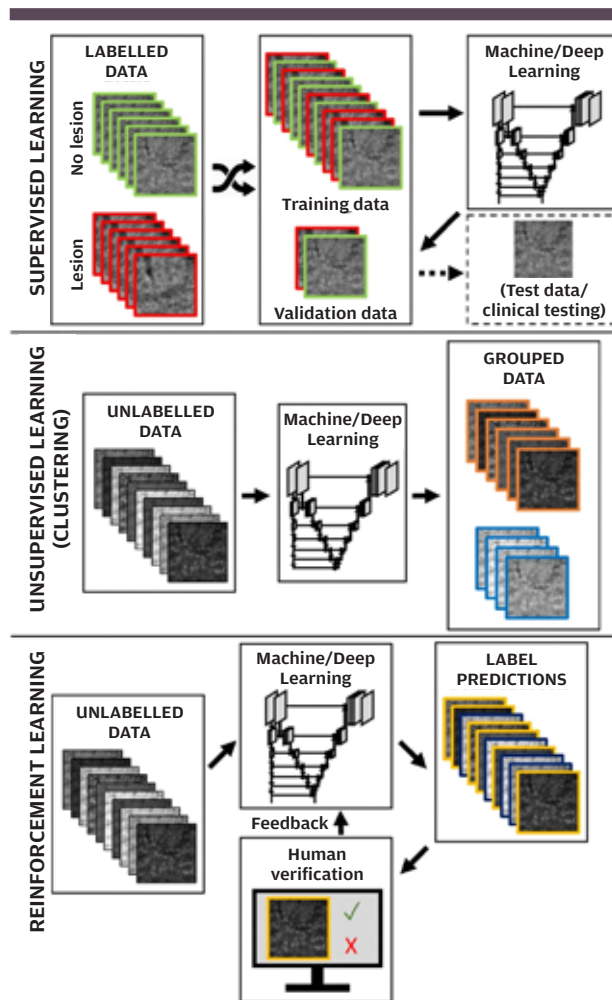 SUPERVISED LEARNING
LABELLED
DATA
No lesion
Lesion
Training data
Validation data
Machine/Deep
Learning
(Test data/
clinical testing)
UNSUPERVISED LEARNING
(CLUSTERING)
UNLABELLED
DATA
Machine/Deep
Learning
GROUPED
DATA
REINFORCEMENT LEARNING
UNLABELLED
DATA
Machine/Deep
Learning
LABEL
PREDICTIONS
Feedback
Human
verification
X